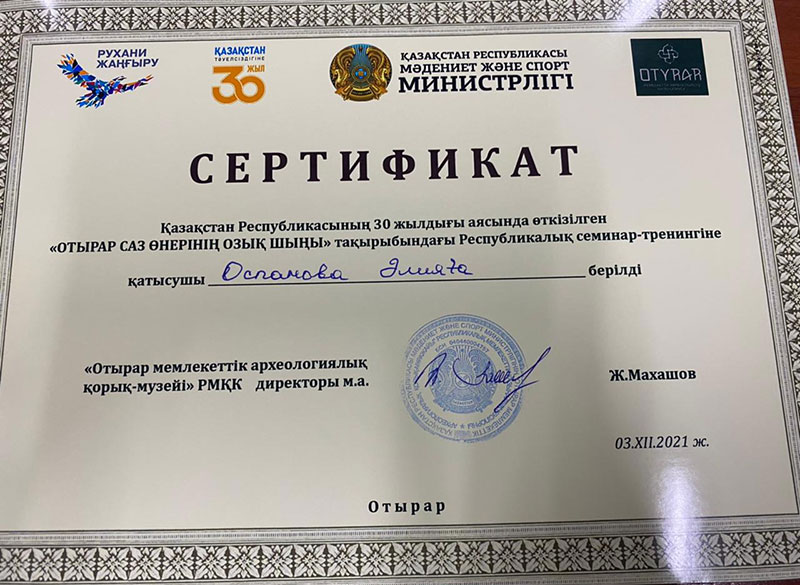 РУХАНИ
ЖАҢҒЫРУ
ҚАЗАҚСТАН
ТӘУЕЛСІЗДІГІНЕ
30 ЖЫЛ
ҚАЗАҚСТАН РЕСПУБЛИКАСЫ
МӘДЕНИЕТ ЖӘНЕ СПОРТ
МИНИСТРЛІГІ
OTYRAR
СЕРТИФИКАТ
Қазақстан Республикасының 30 жылдығы аясында өткізілген
«ОТЫРАР САЗ ӨНЕРІНІҢ ОЗЫҚ ШЫҢЫ» тақырыбындағы Республикалық семинар-тренингіне
қатысушы Оспанова берілді
«Отырар мемлекеттік археологиялық
қорық-музейі» РМҚК директоры м.а.
Ж.Махашов
03.XII.2021 ж.
Отырар